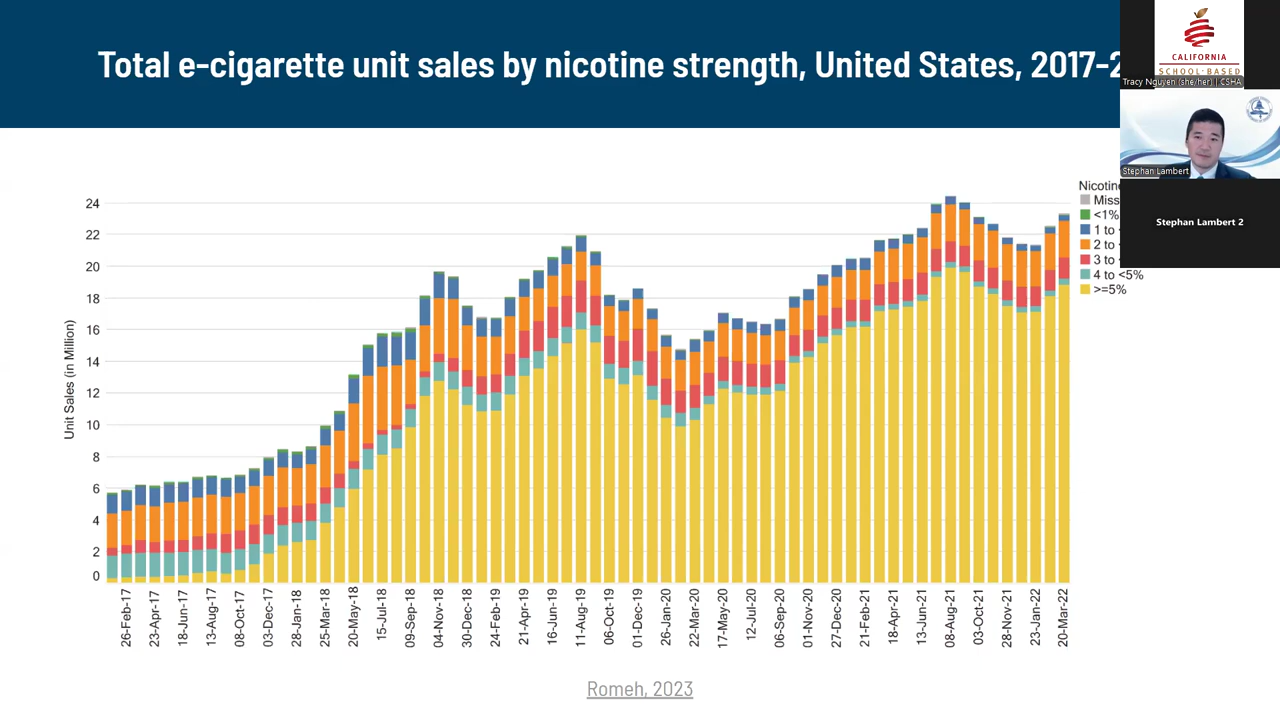 Total e-cigarette unit sales by nicotine strength, United States, 2017-2
CALIFORNIA
SCHOOL-BASED
Tracy Nguyen (she/her) | CSHA
Stephan Lambert
Stephan Lambert 2
Nicotine
Miss
<1%
1 to
2 to
3 to
4 to <5%
>=5%
Unit Sales (in Million)
24
22
20
18
16
14
12
10
8
6
4
2
0
26-Feb-17
23-Apr-17
18-Jun-17
13-Aug-17
08-Oct-17
03-Dec-17
28-Jan-18
25-Mar-18
20-May-18
15-Jul-18
09-Sep-18
04-Nov-18
30-Dec-18
24-Feb-19
21-Apr-19
16-Jun-19
11-Aug-19
06-Oct-19
01-Dec-19
26-Jan-20
22-Mar-20
17-May-20
12-Jul-20
06-Sep-20
01-Nov-20
27-Dec-20
21-Feb-21
18-Apr-21
13-Jun-21
08-Aug-21
03-Oct-21
28-Nov-21
23-Jan-22
20-Mar-22
Romeh, 2023